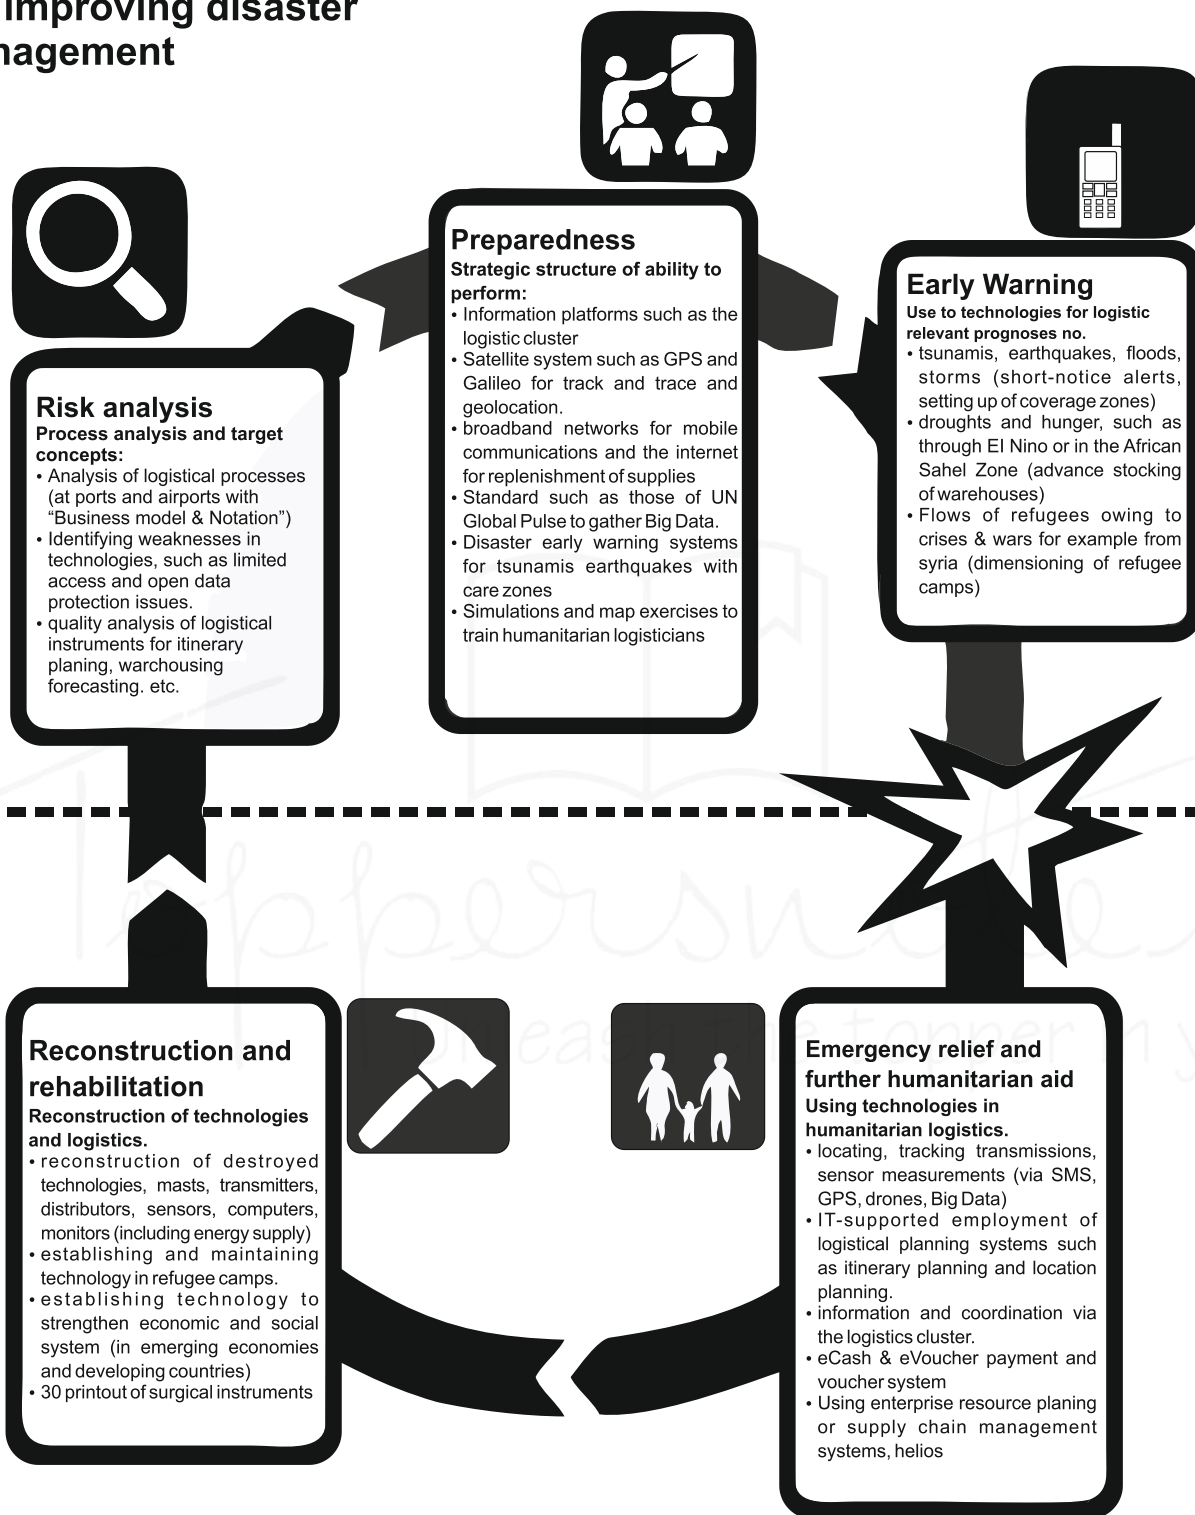 improving disaster
nagement
Preparedness
Strategic structure of ability to
perform:
• Information platforms such as the
logistic cluster
• Satellite system such as GPS and
Galileo for track and trace and
geolocation.
• broadband networks for mobile
communications and the internet
for replenishment of supplies
• Standard such as those of UN
Global Pulse to gather Big Data.
• Disaster early warning systems
for tsunamis earthquakes with
care zones
• Simulations and map exercises to
train humanitarian logisticians
Early Warning
Use to technologies for logistic
relevant prognoses no.
• tsunamis, earthquakes, floods,
storms (short-notice alerts,
setting up of coverage zones)
• droughts and hunger, such as
through El Nino or in the African
Sahel Zone (advance stocking
of warehouses)
• Flows of refugees owing to
crises & wars for example from
syria (dimensioning of refugee
camps)
Risk analysis
Process analysis and target
concepts:
• Analysis of logistical processes
(at ports and airports with
“Business model & Notation”)
• Identifying weaknesses in
technologies, such as limited
access and open data
protection issues.
• quality analysis of logistical
instruments for itinerary
planing, warchousing
forecasting. etc.
Toppersnote
Unleash the topper in y
Reconstruction and
rehabilitation
Reconstruction of technologies
and logistics.
• reconstruction of destroyed
technologies, masts, transmitters,
distributors, sensors, computers,
monitors (including energy supply)
• establishing and maintaining
technology in refugee camps.
• establishing technology to
strengthen economic and social
system (in emerging economies
and developing countries)
• 30 printout of surgical instruments
Emergency relief and
further humanitarian aid
Using technologies in
humanitarian logistics.
• locating, tracking transmissions,
sensor measurements (via SMS,
GPS, drones, Big Data)
• IT-supported employment of
logistical planning systems such
as itinerary planning and location
planning.
• information and coordination via
the logistics cluster.
• eCash & eVoucher payment and
voucher system
• Using enterprise resource planing
or supply chain management
systems, helios